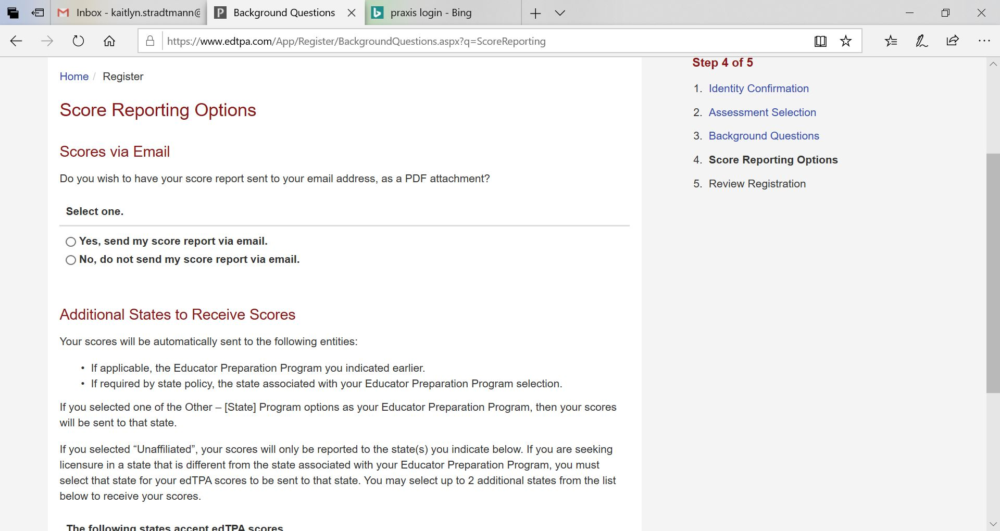 Inbox - kaitlyn.stradtmann@
Background Questions
praxis login - Bing
https://www.edtpa.com/App/Register/BackgroundQuestions.aspx?q=ScoreReporting
Home / Register
Score Reporting Options
Scores via Email
Do you wish to have your score report sent to your email address, as a PDF attachment?
Select one.
Yes, send my score report via email.
No, do not send my score report via email.
Additional States to Receive Scores
Your scores will be automatically sent to the following entities:
• If applicable, the Educator Preparation Program you indicated earlier.
• If required by state policy, the state associated with your Educator Preparation Program selection.
If you selected one of the Other – [State] Program options as your Educator Preparation Program, then your scores
will be sent to that state.
If you selected “Unaffiliated”, your scores will only be reported to the state(s) you indicate below. If you are seeking
licensure in a state that is different from the state associated with your Educator Preparation Program, you must
select that state for your edTPA scores to be sent to that state. You may select up to 2 additional states from the list
below to receive your scores.
The following states accept edTPA scores
Step 4 of 5
1. Identity Confirmation
2. Assessment Selection
3. Background Questions
4. Score Reporting Options
5. Review Registration